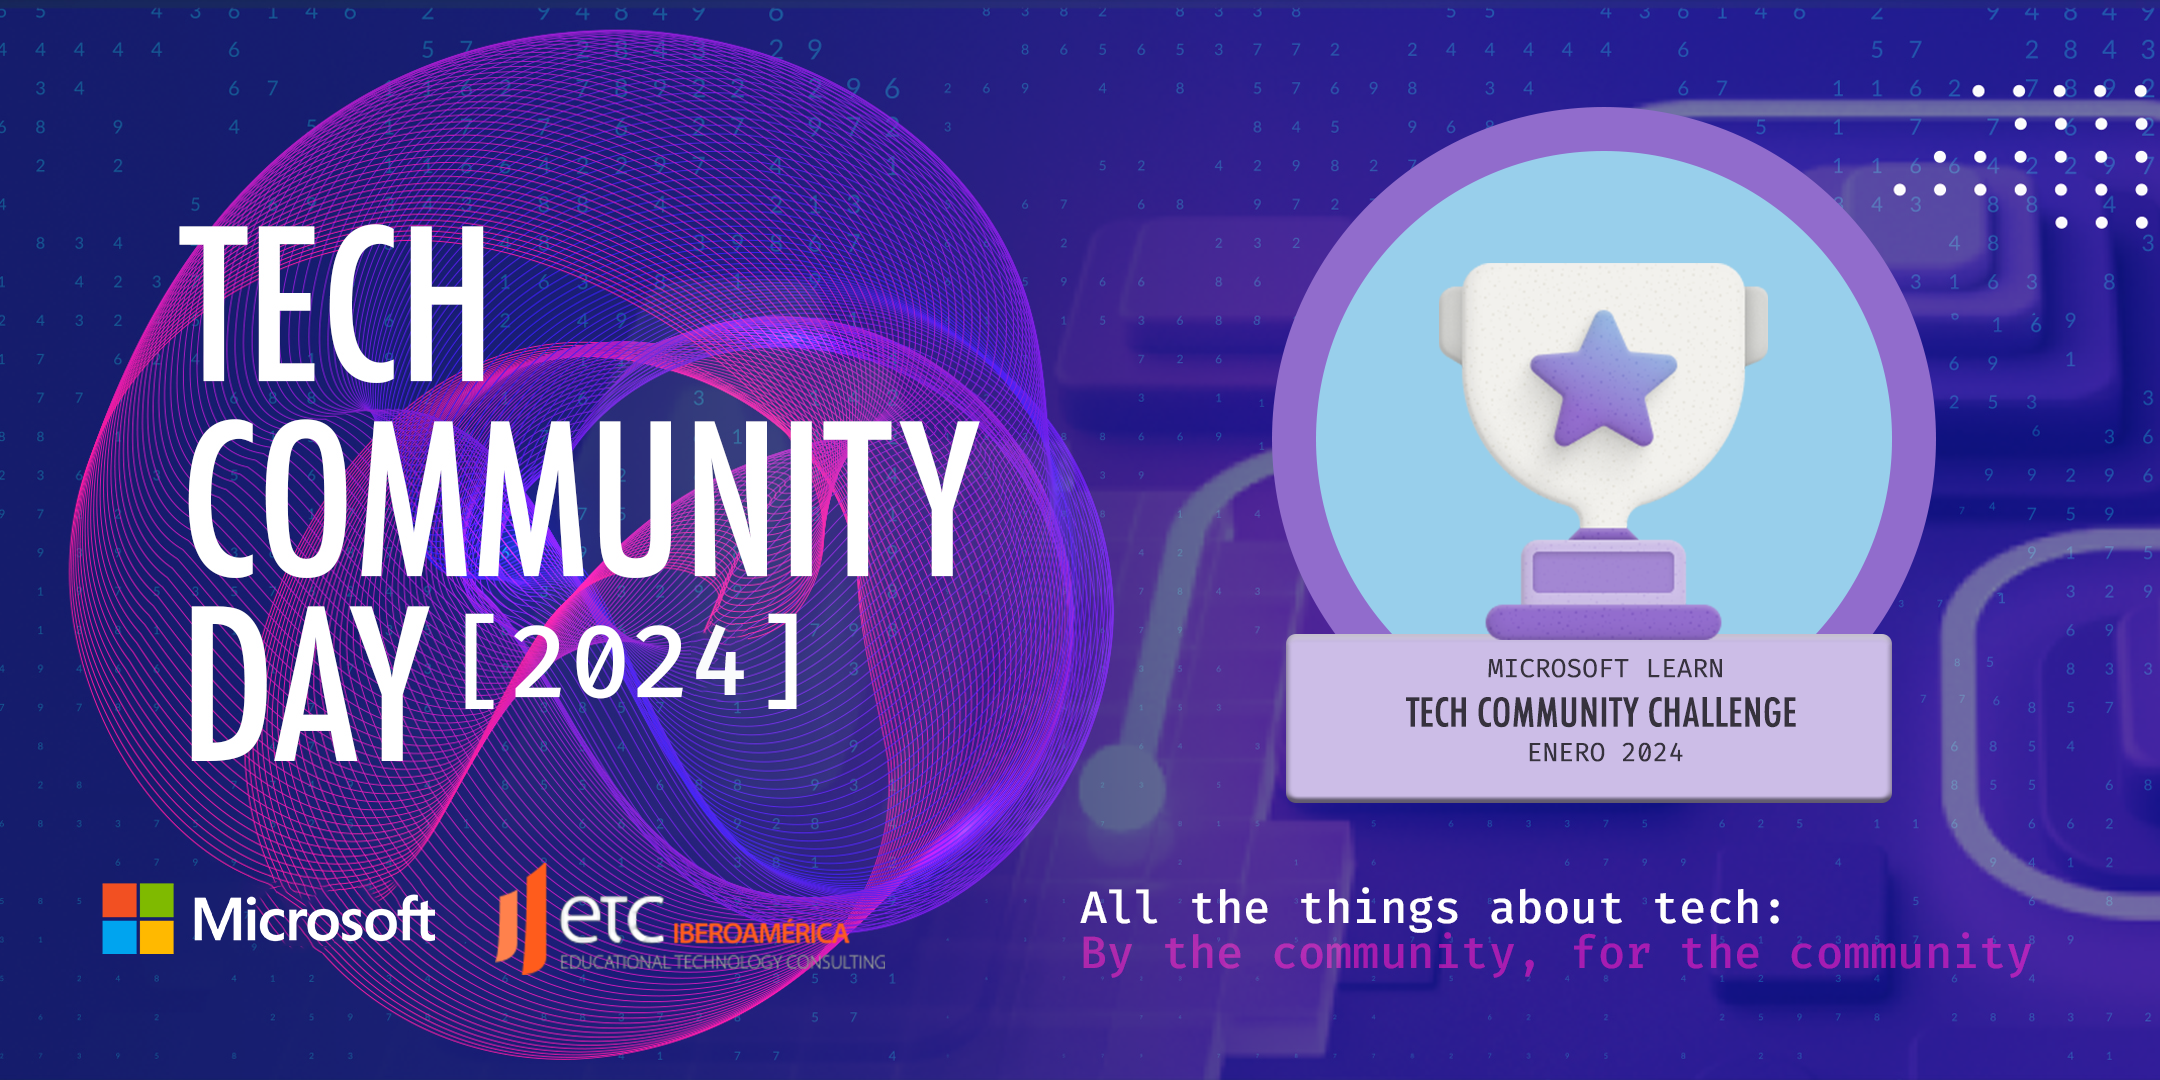 TECH
COMMUNITY
DAY [2024]
Microsoft
eTC IBEROAMÉRICA
EDUCATIONAL TECHNOLOGY CONSULTING
MICROSOFT LEARN
TECH COMMUNITY CHALLENGE
ENERO 2024
All the things about tech:
By the community, for the community